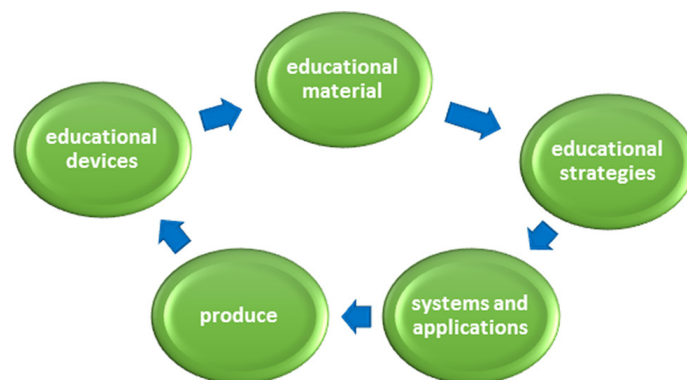 educational
material
educational
strategies
systems and
applications
produce
educational
devices